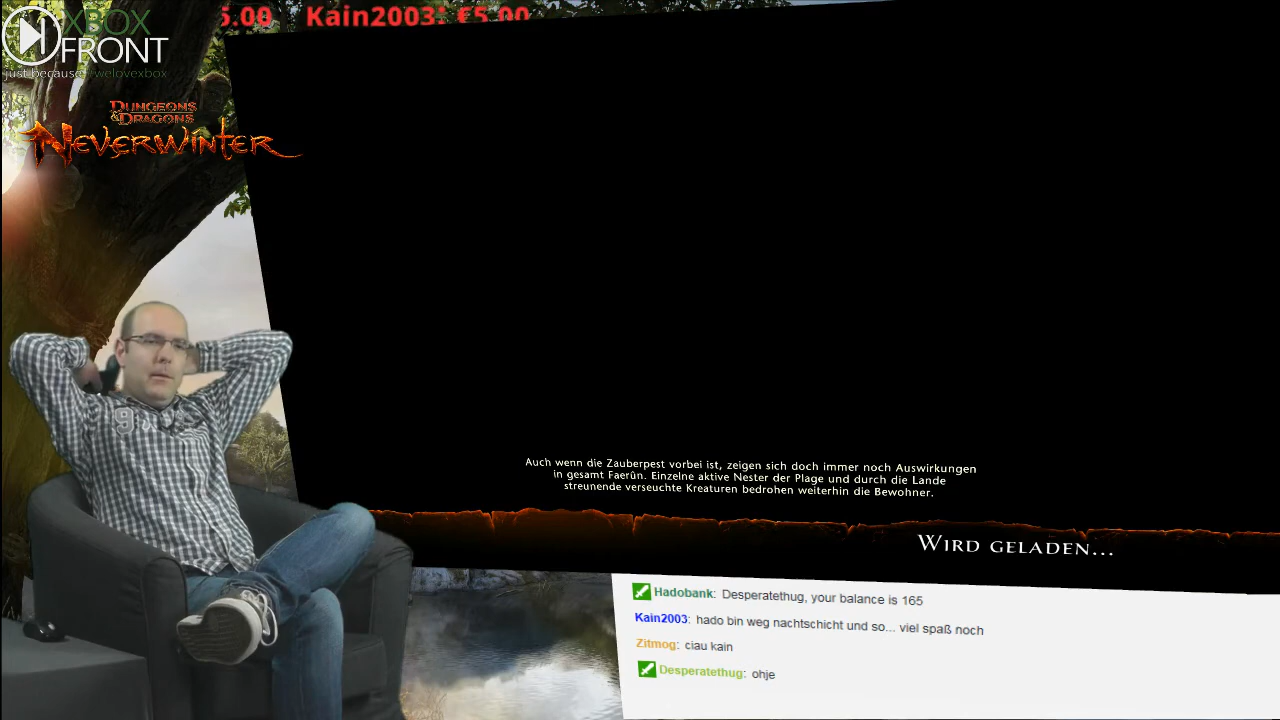 5.00 Kain2003: €5.00
XBOX
FRONT
just because #welovexbox
DUNGEONS
& DRAGONS
NEVERWINTER
Auch wenn die Zauberpest vorbei ist, zeigen sich doch immer noch Auswirkungen
in gesamt Faerûn. Einzelne aktive Nester der Plage und durch die Lande
streunende verseuchte Kreaturen bedrohen weiterhin die Bewohner.
WIRD GELADEN...
Hadobank: Desperatethug, your balance is 165
Kain2003: hado bin weg nachtschicht und so... viel spaß noch
Zitmog: ciau kain
Desperatethug: ohje
9